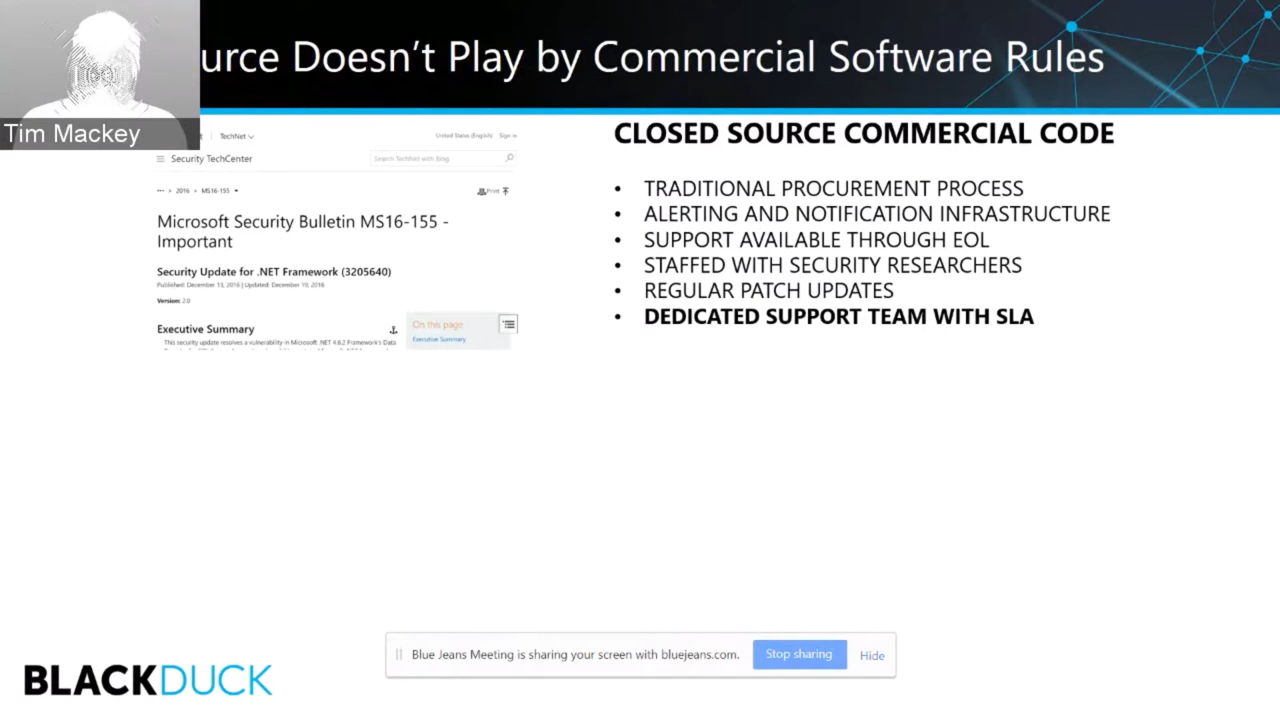 urce Doesn't Play by Commercial Software Rules
Tim Mackey
TechNet
United States (English) Sign in
Security TechCenter
Search TechNet with Bing
2016 > MS16-155
Print
Microsoft Security Bulletin MS16-155 -
Important
Security Update for .NET Framework (3205640)
Published: December 13, 2016 | Updated: December 19, 2016
Version: 2.0
Executive Summary
This security update resolves a vulnerability in Microsoft .NET 4.6.2 Framework's Data
On this page
Executive Summary
CLOSED SOURCE COMMERCIAL CODE
• TRADITIONAL PROCUREMENT PROCESS
• ALERTING AND NOTIFICATION INFRASTRUCTURE
• SUPPORT AVAILABLE THROUGH EOL
• STAFFED WITH SECURITY RESEARCHERS
• REGULAR PATCH UPDATES
• DEDICATED SUPPORT TEAM WITH SLA
Blue Jeans Meeting is sharing your screen with bluejeans.com.
Stop sharing
Hide
BLACKDUCK